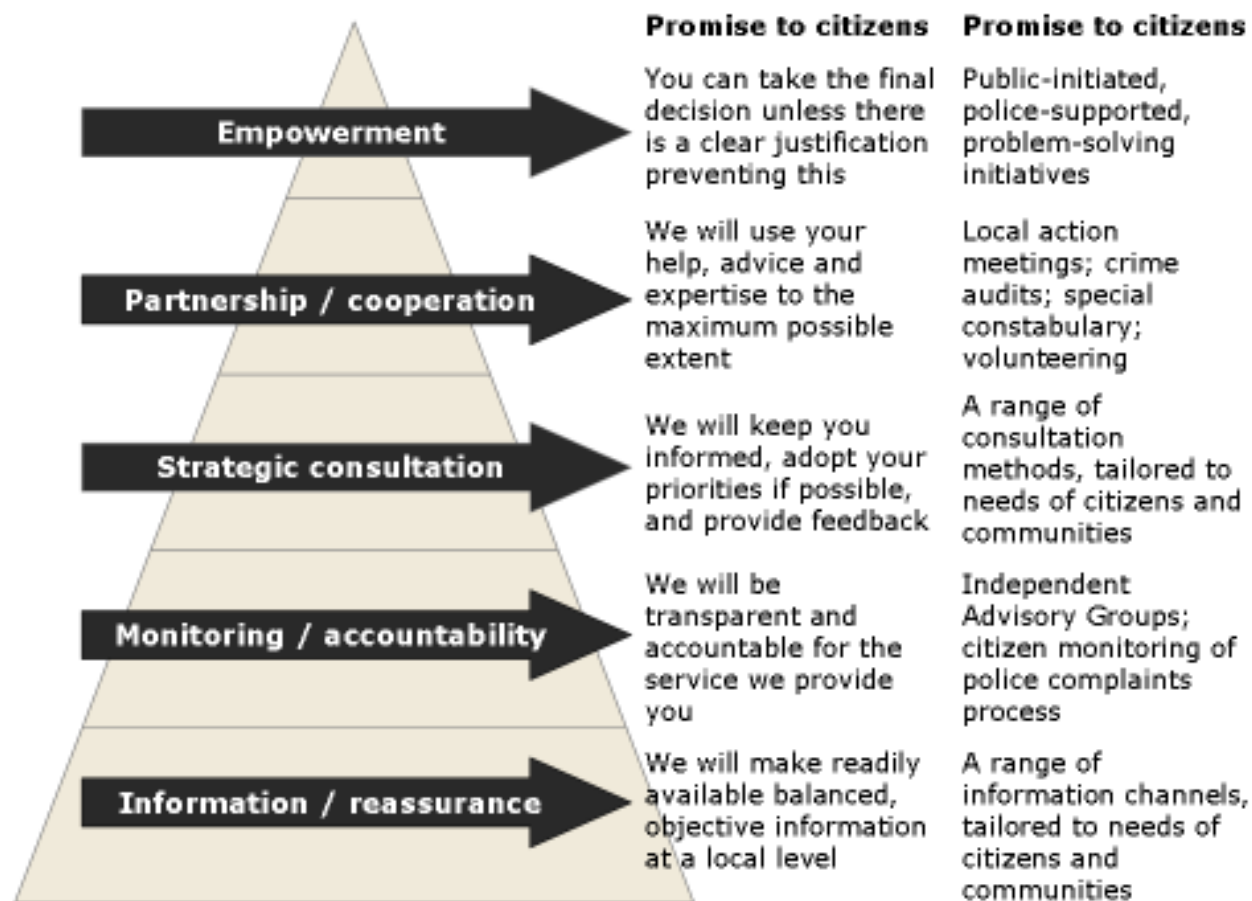 Promise to citizens
Promise to citizens
Empowerment
You can take the final
decision unless there
is a clear justification
preventing this
Public-initiated,
police-supported,
problem-solving
initiatives
Partnership / cooperation
We will use your
help, advice and
expertise to the
maximum possible
extent
Local action
meetings; crime
audits; special
constabulary;
volunteering
Strategic consultation
We will keep you
informed, adopt your
priorities if possible,
and provide feedback
A range of
consultation
methods, tailored to
needs of citizens and
communities
Monitoring / accountability
We will be
transparent and
accountable for the
service we provide
you
Independent
Advisory Groups;
citizen monitoring of
police complaints
process
Information / reassurance
We will make readily
available balanced,
objective information
at a local level
A range of
information channels,
tailored to needs of
citizens and
communities